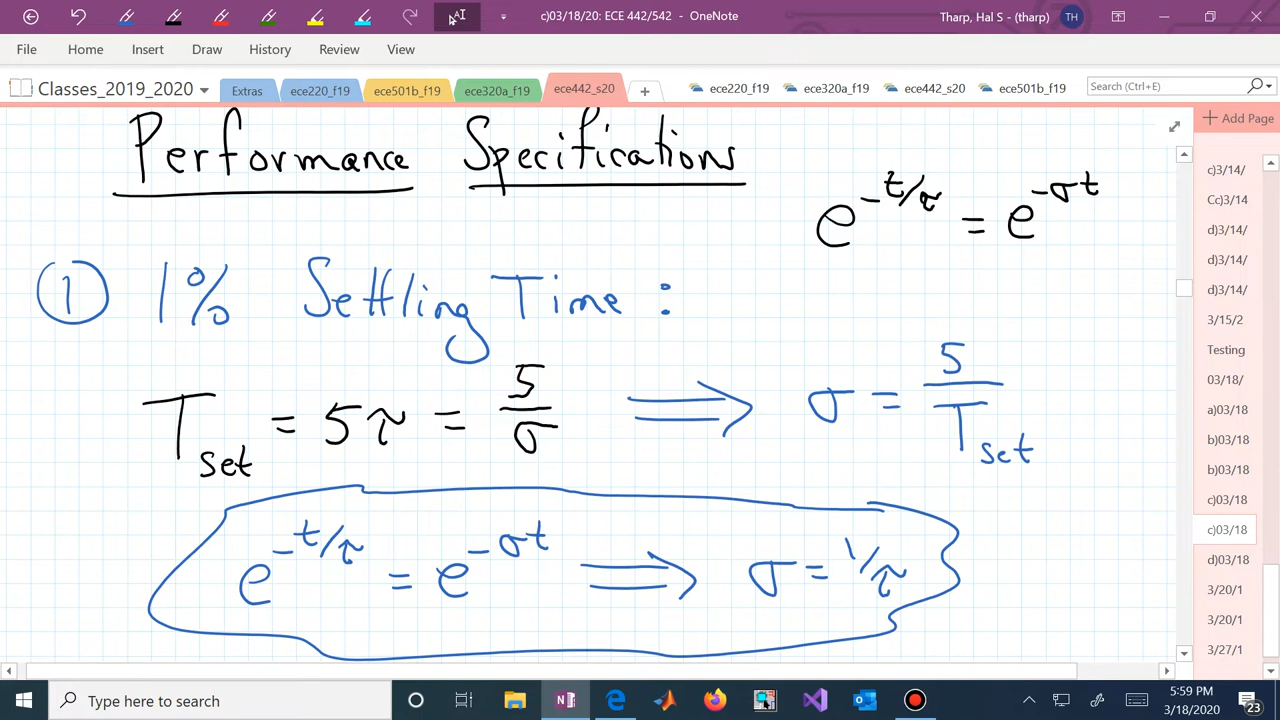 c)03/18/20: ECE 442/542 - OneNote
Tharp, Hal S - (tharp)
TH
File Home Insert Draw History Review View
Classes_2019_2020
Extras ece220_f19 ece501b_f19 ece320a_f19 ece442_s20
ece220_f19 ece320a_f19 ece442_s20 ece501b_f19
Search (Ctrl+E)
Add Page
Performance Specifications
e^{-t/τ} = e^{-σt}
① 1% Settling Time :
T_set = 5τ = 5/σ ⟹ σ = 5/T_set
e^{-t/τ} = e^{-σt} ⟹ σ = 1/τ
c)3/14/
Cc)3/14
d)3/14/
d)3/14/
d)3/14/
3/15/2
Testing
03/18/
a)03/18
b)03/18
b)03/18
c)03/18
c)03/18
d)03/18
3/20/1
3/20/1
3/27/1
Type here to search
5:59 PM
3/18/2020
23